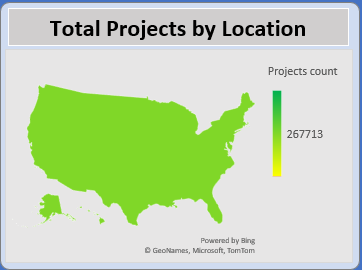 Total Projects by Location
Projects count
267713
Powered by Bing
© GeoNames, Microsoft, TomTom